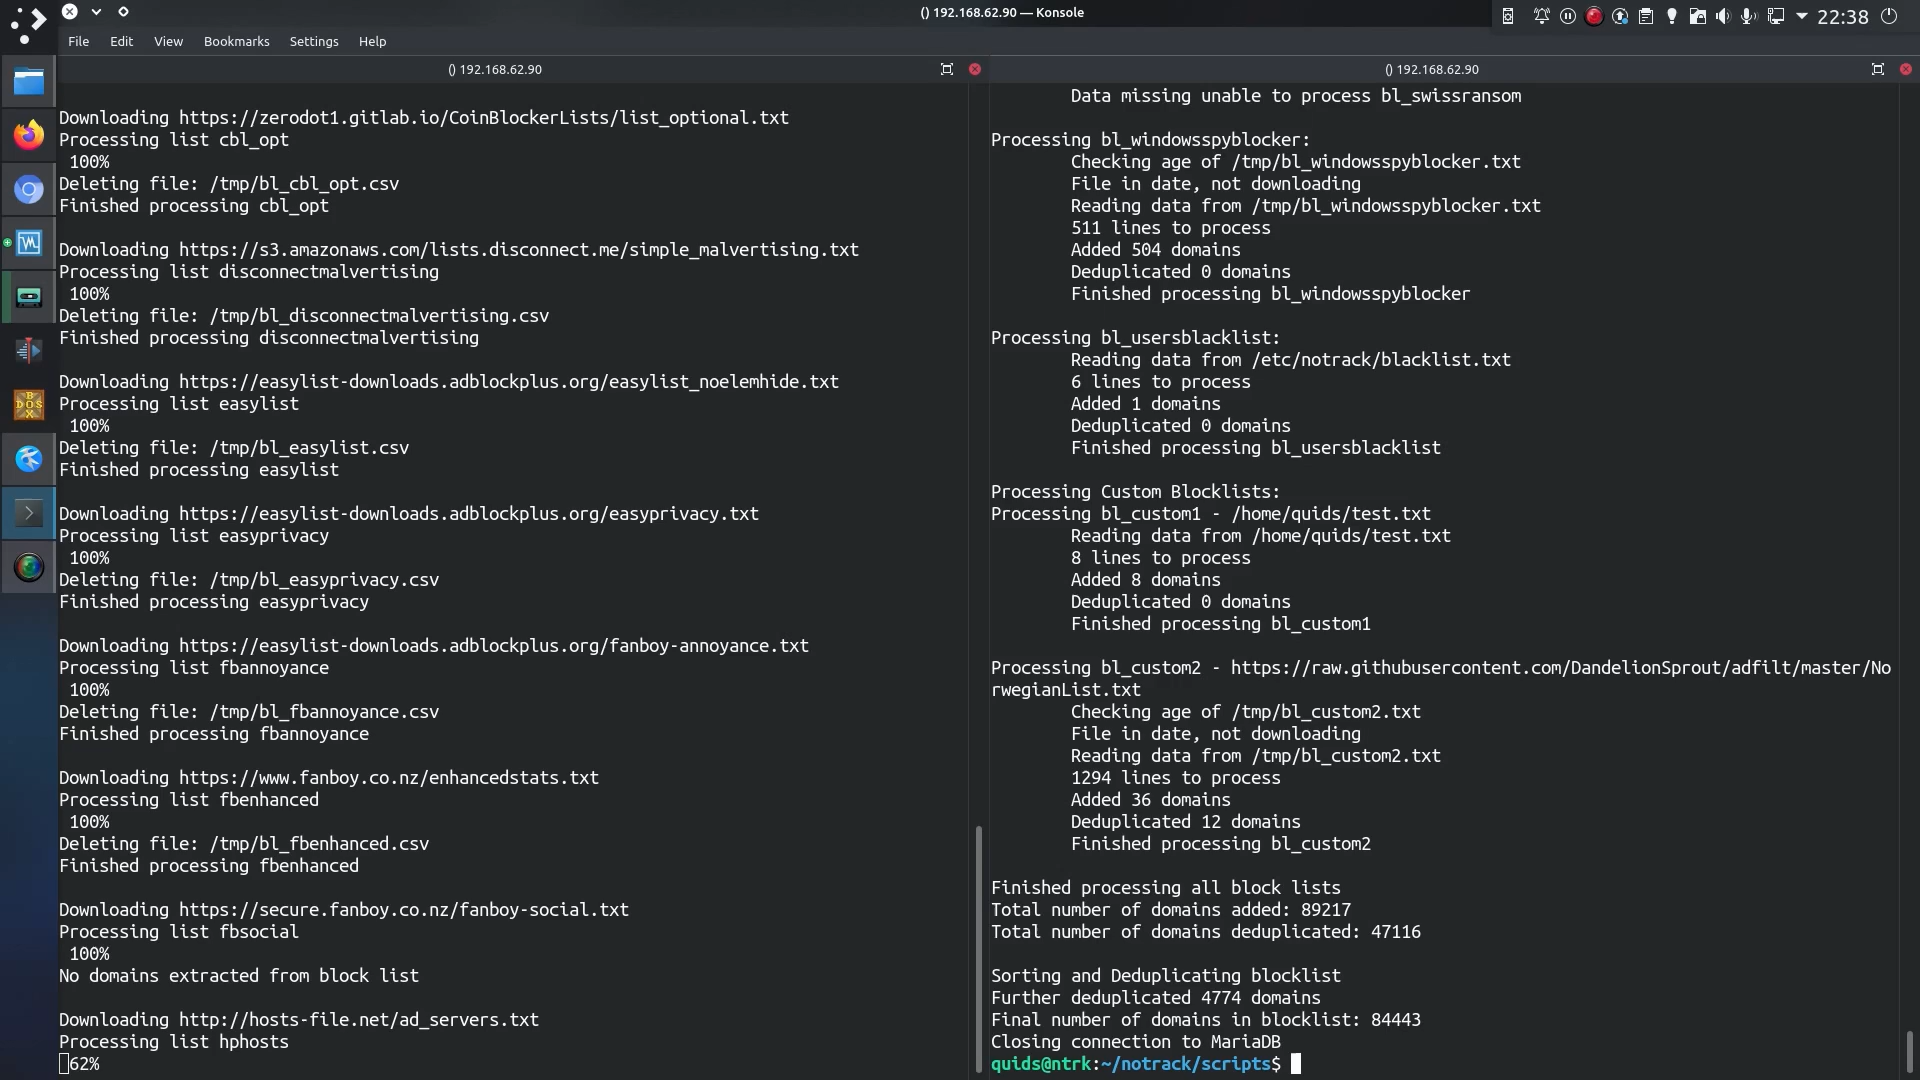 () 192.168.62.90 — Konsole
22:38
File Edit View Bookmarks Settings Help
() 192.168.62.90
Downloading https://zerodot1.gitlab.io/CoinBlockerLists/list_optional.txt
Processing list cbl_opt
100%
Deleting file: /tmp/bl_cbl_opt.csv
Finished processing cbl_opt
Downloading https://s3.amazonaws.com/lists.disconnect.me/simple_malvertising.txt
Processing list disconnectmalvertising
100%
Deleting file: /tmp/bl_disconnectmalvertising.csv
Finished processing disconnectmalvertising
Downloading https://easylist-downloads.adblockplus.org/easylist_noelemhide.txt
Processing list easylist
100%
Deleting file: /tmp/bl_easylist.csv
Finished processing easylist
Downloading https://easylist-downloads.adblockplus.org/easyprivacy.txt
Processing list easyprivacy
100%
Deleting file: /tmp/bl_easyprivacy.csv
Finished processing easyprivacy
Downloading https://easylist-downloads.adblockplus.org/fanboy-annoyance.txt
Processing list fbannoyance
100%
Deleting file: /tmp/bl_fbannoyance.csv
Finished processing fbannoyance
Downloading https://www.fanboy.co.nz/enhancedstats.txt
Processing list fbenhanced
100%
Deleting file: /tmp/bl_fbenhanced.csv
Finished processing fbenhanced
Downloading https://secure.fanboy.co.nz/fanboy-social.txt
Processing list fbsocial
100%
No domains extracted from block list
Downloading http://hosts-file.net/ad_servers.txt
Processing list hphosts
62%
() 192.168.62.90
Data missing unable to process bl_swissransom
Processing bl_windowsspyblocker:
Checking age of /tmp/bl_windowsspyblocker.txt
File in date, not downloading
Reading data from /tmp/bl_windowsspyblocker.txt
511 lines to process
Added 504 domains
Deduplicated 0 domains
Finished processing bl_windowsspyblocker
Processing bl_usersblacklist:
Reading data from /etc/notrack/blacklist.txt
6 lines to process
Added 1 domains
Deduplicated 0 domains
Finished processing bl_usersblacklist
Processing Custom Blocklists:
Processing bl_custom1 - /home/quids/test.txt
Reading data from /home/quids/test.txt
8 lines to process
Added 8 domains
Deduplicated 0 domains
Finished processing bl_custom1
Processing bl_custom2 - https://raw.githubusercontent.com/DandelionSprout/adfilt/master/No
rwegianList.txt
Checking age of /tmp/bl_custom2.txt
File in date, not downloading
Reading data from /tmp/bl_custom2.txt
1294 lines to process
Added 36 domains
Deduplicated 12 domains
Finished processing bl_custom2
Finished processing all block lists
Total number of domains added: 89217
Total number of domains deduplicated: 47116
Sorting and Deduplicating blocklist
Further deduplicated 4774 domains
Final number of domains in blocklist: 84443
Closing connection to MariaDB
quids@ntrk:~/notrack/scripts$
DOS
BOX